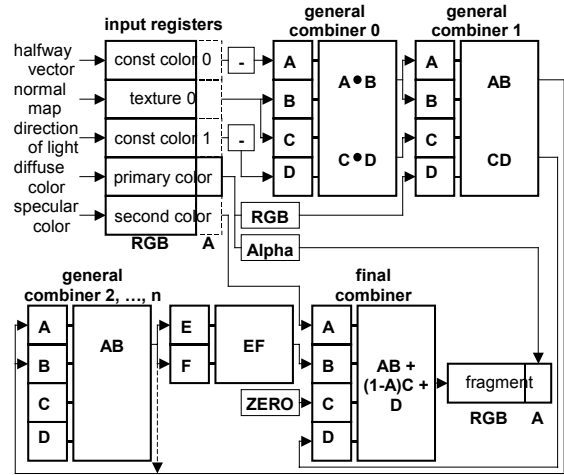 input registers
general
combiner 0
general
combiner 1
halfway
vector
const color 0
-
A
A•B
A
AB
normal
map
texture 0
B
B
direction
of light
const color 1
-
C
C•D
C
CD
diffuse
color
primary color
D
D
specular
color
second color
RGB
RGB
A
Alpha
general
combiner 2, …, n
final
combiner
A
AB
E
EF
A
AB +
(1-A)C +
D
B
F
B
fragment
C
ZERO
C
RGB
A
D
D